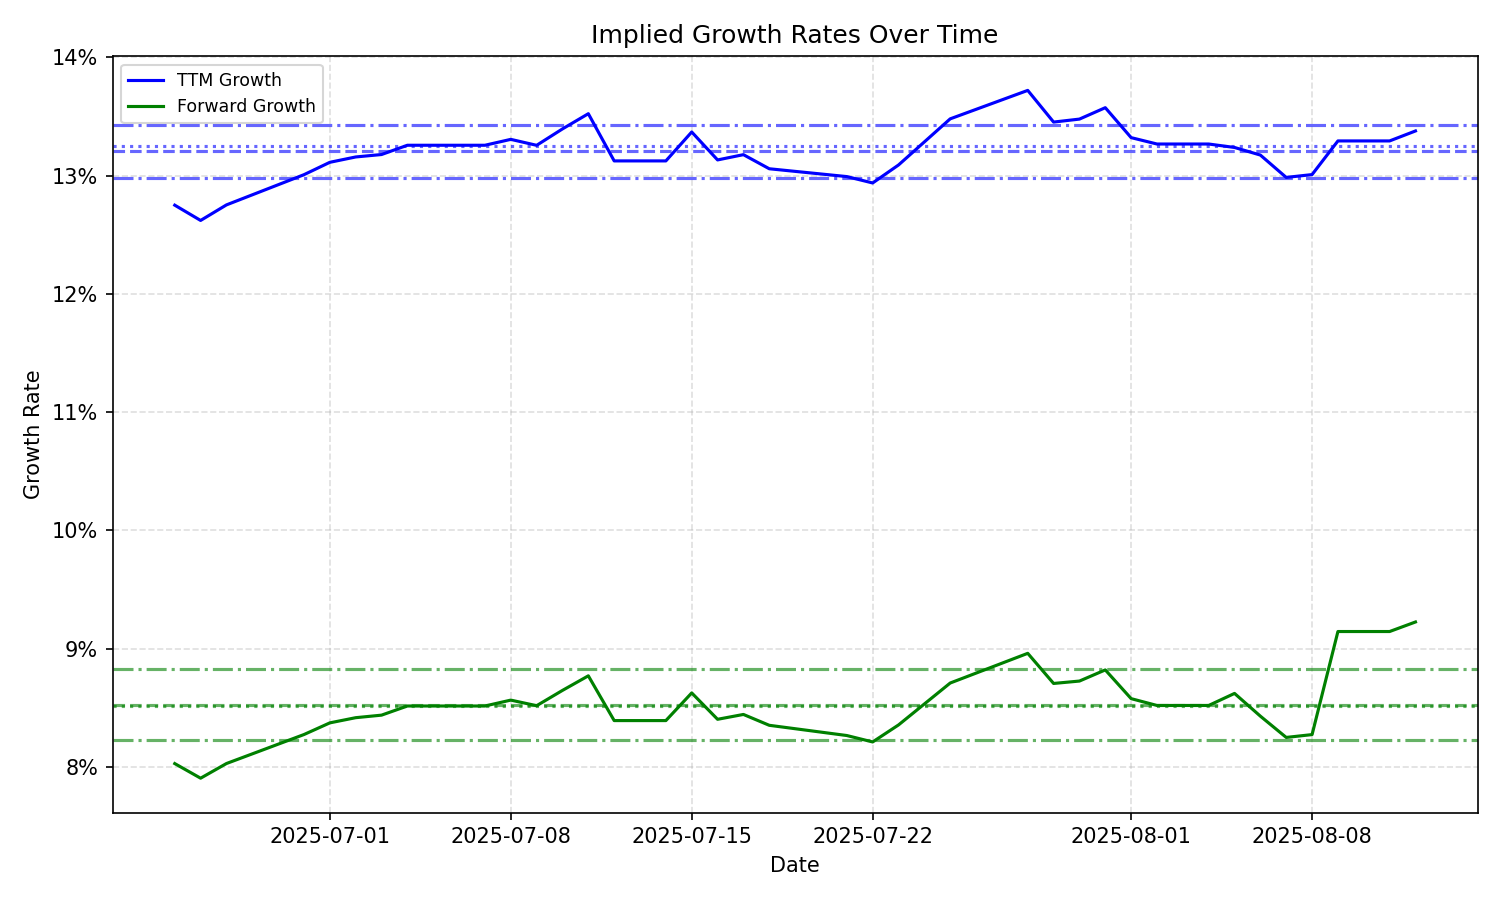 Implied Growth Rates Over Time
14%
13%
12%
11%
10%
9%
8%
Growth Rate
TTM Growth
Forward Growth
2025-07-01 2025-07-08 2025-07-15 2025-07-22 2025-08-01 2025-08-08
Date